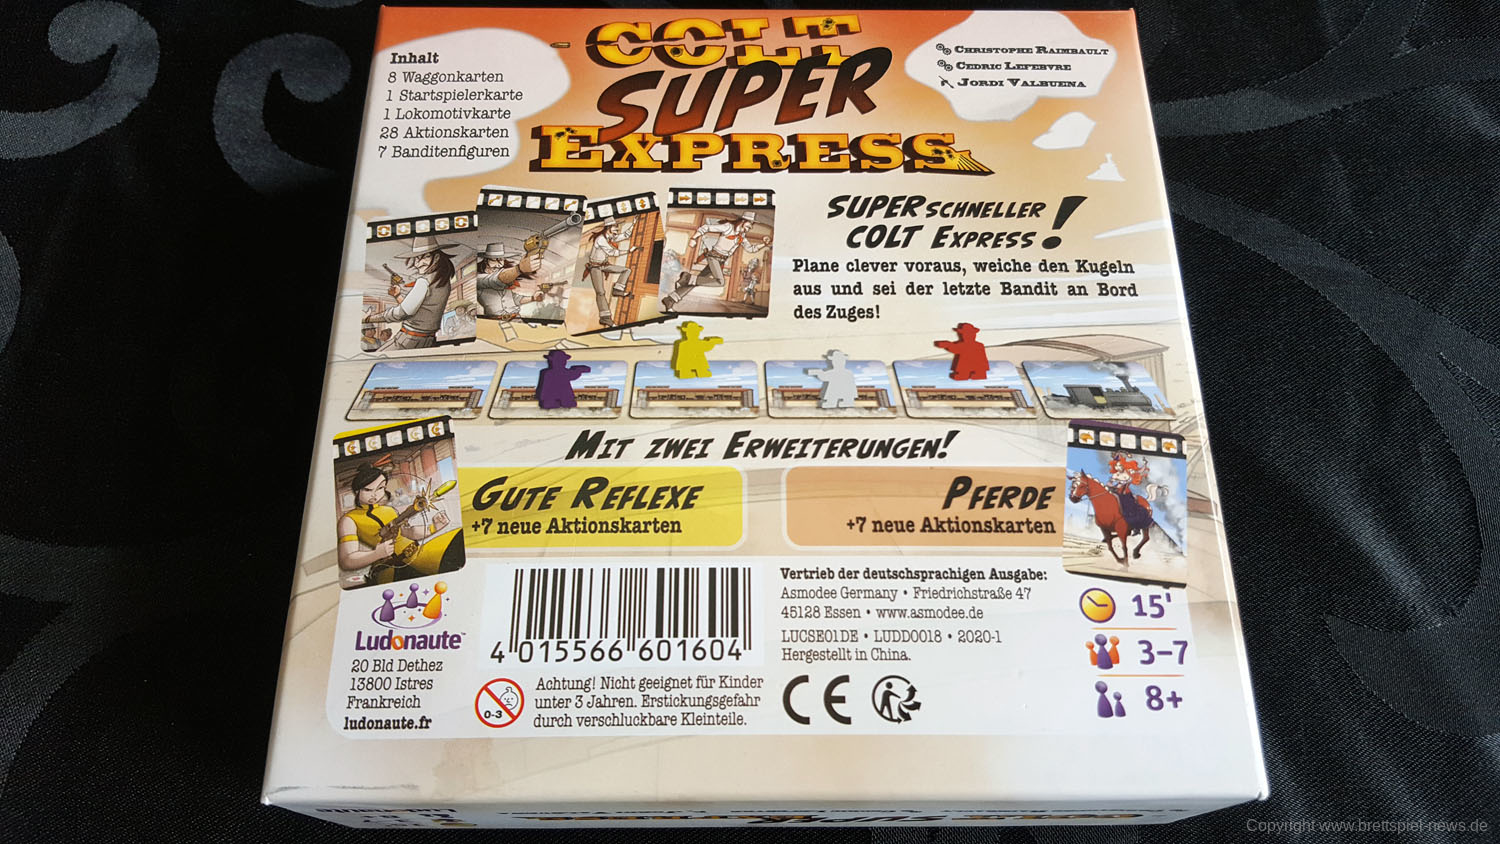 Inhalt
8 Waggonkarten
1 Startspielerkarte
1 Lokomotivkarte
28 Aktionskarten
7 Banditenfiguren
COLT
SUPER
EXPRESS
CHRISTOPHE RAIMBAULT
CEDRIC LEFEBVRE
JORDI VALBUENA
SUPER SCHNELLER
COLT EXPRESS!
Plane clever voraus, weiche den Kugeln
aus und sei der letzte Bandit an Bord
des Zuges!
MIT ZWEI ERWEITERUNGEN!
GUTE REFLEXE
+7 neue Aktionskarten
PFERDE
+7 neue Aktionskarten
Ludonaute™
20 Bld Dethez
13800 Istres
Frankreich
ludonaute.fr
4 015566 601604
0-3
Achtung! Nicht geeignet für Kinder
unter 3 Jahren. Erstickungsgefahr
durch verschluckbare Kleinteile.
Vertrieb der deutschsprachigen Ausgabe:
Asmodee Germany • Friedrichstraße 47
45128 Essen • www.asmodee.de
LUCSE01DE • LUDD0018 • 2020-1
Hergestellt in China.
CE
15'
3-7
8+
Copyright www.brettspiel-news.de